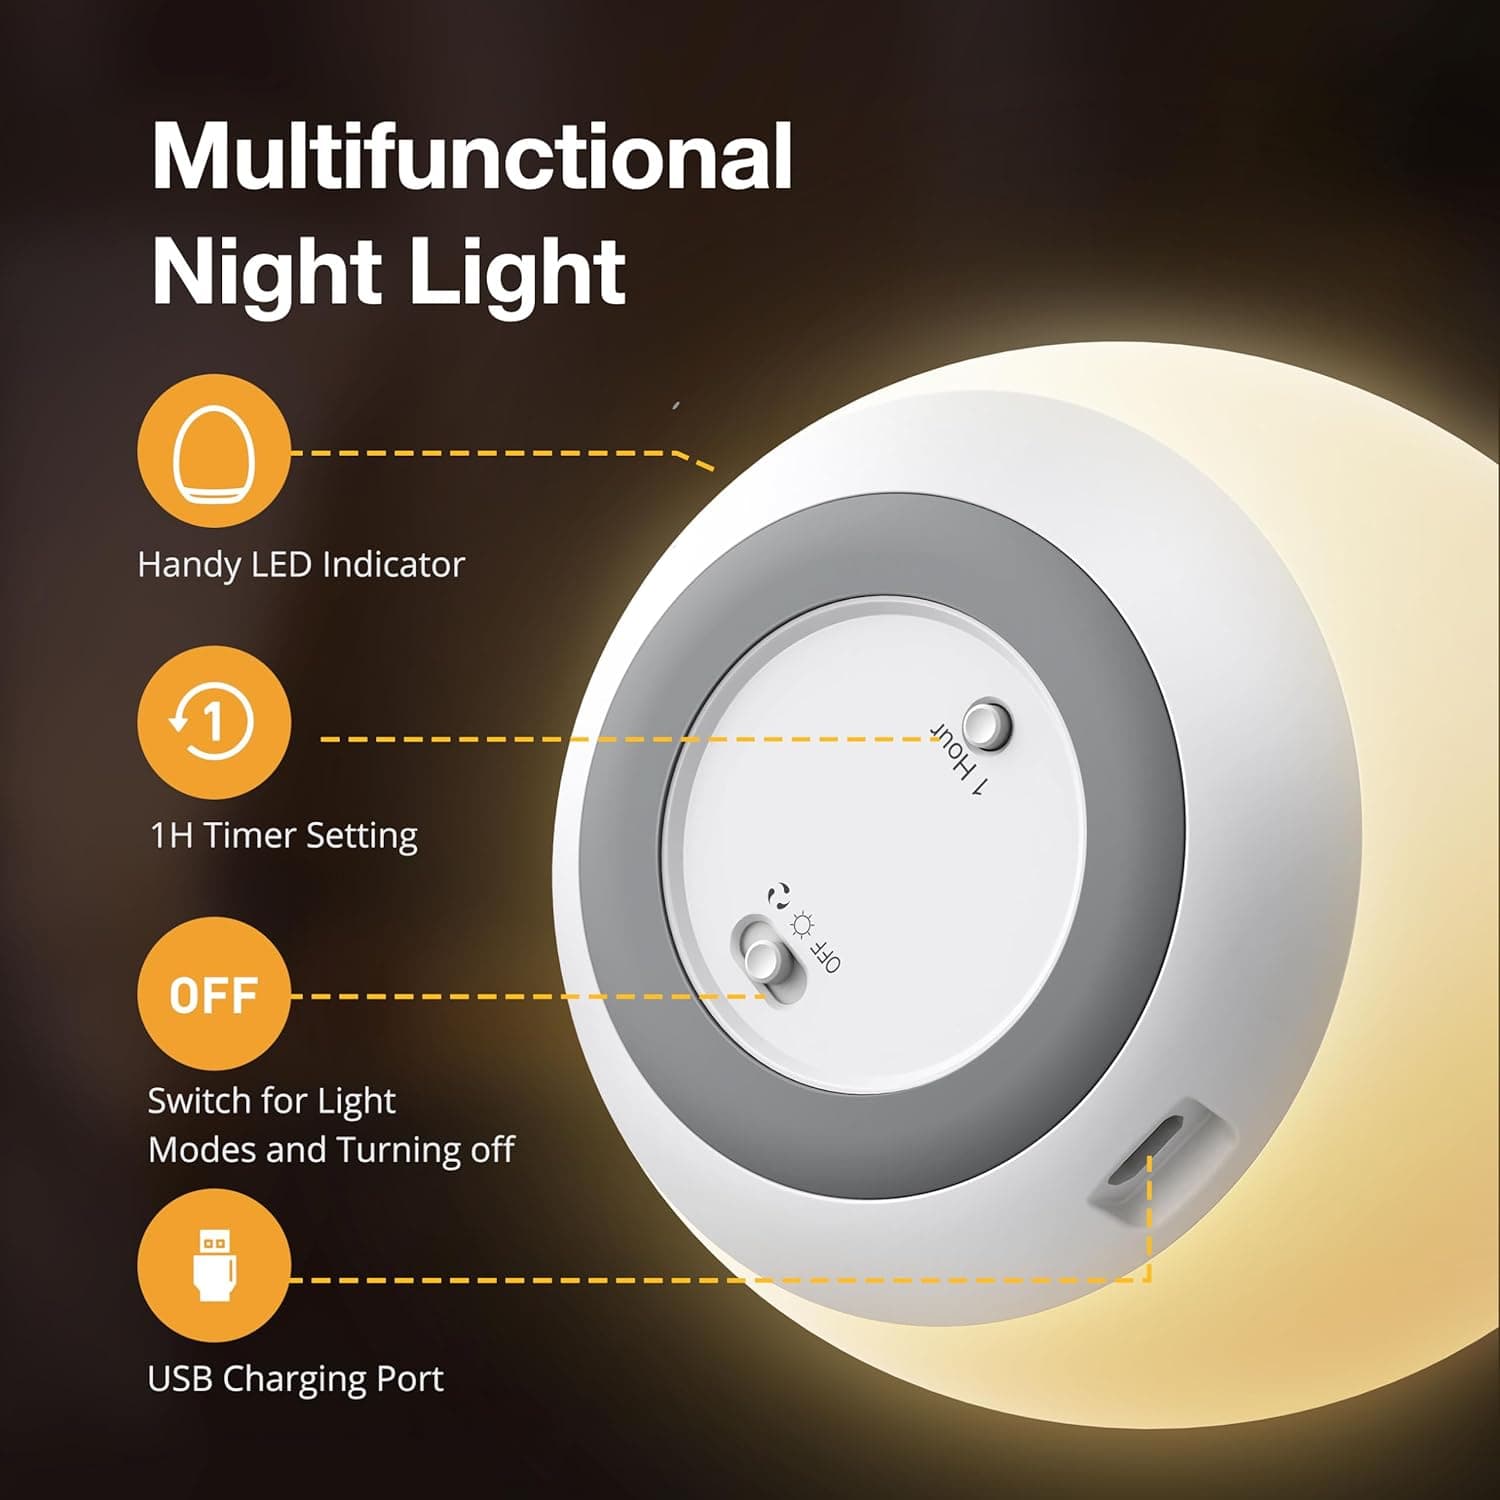 Multifunctional
Night Light
Handy LED Indicator
1
1H Timer Setting
1 Hour
OFF
OFF
Switch for Light
Modes and Turning off
USB Charging Port